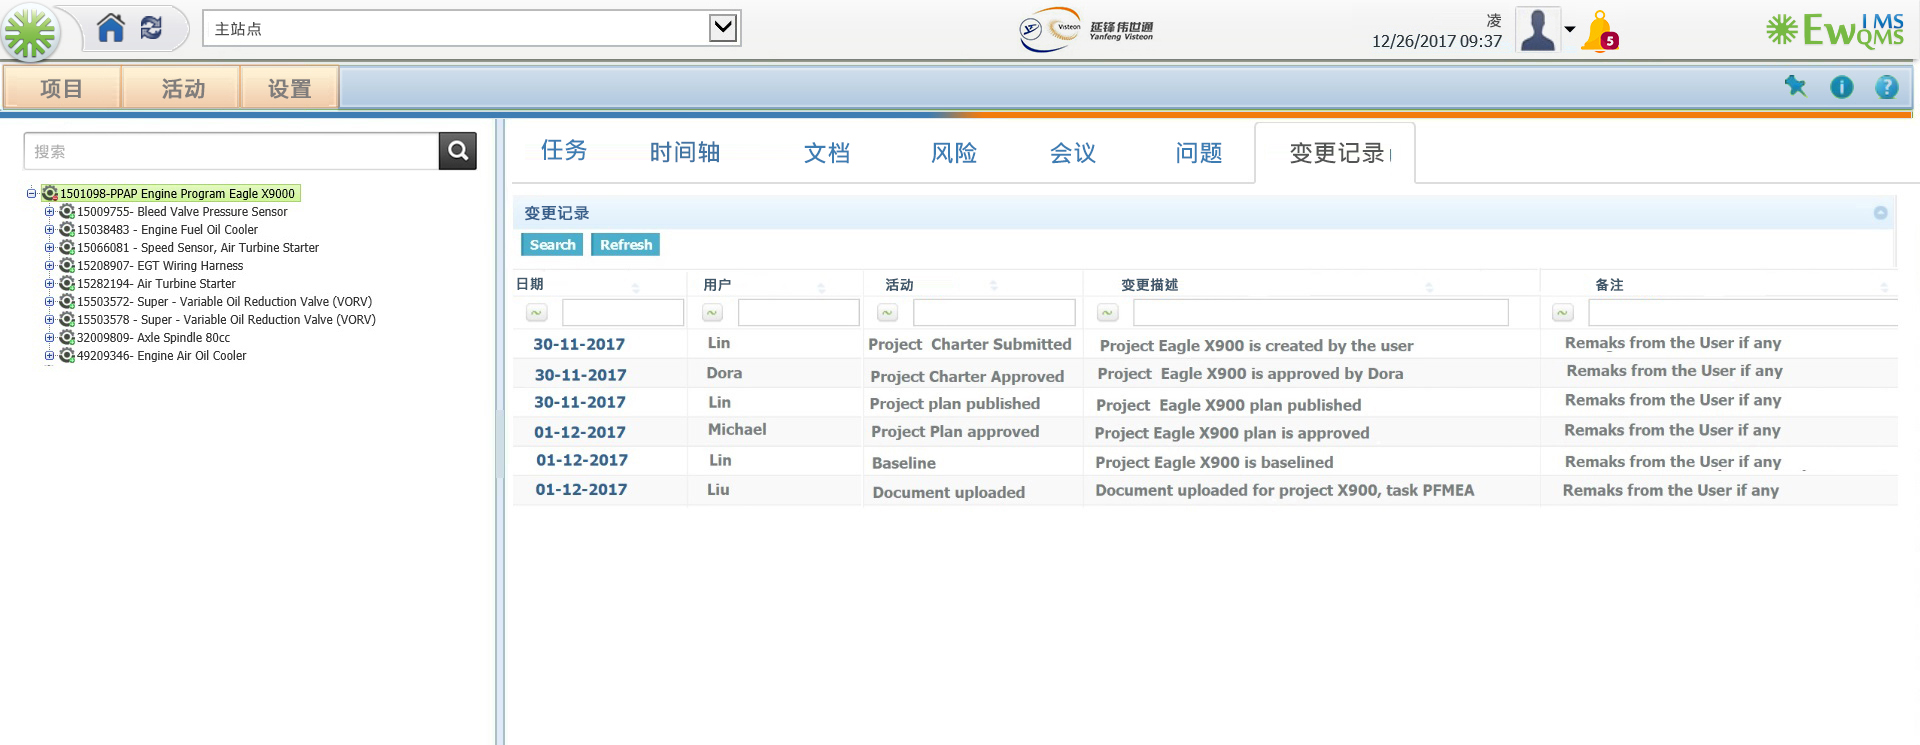 主站点
延锋伟世通
Visteon
Yanfeng Visteon
凌
12/26/2017 09:37
5
EwIMS
QMS
项目 活动 设置
搜索
1501098-PPAP Engine Program Eagle X9000
15009755- Bleed Valve Pressure Sensor
15038483 - Engine Fuel Oil Cooler
15066081 - Speed Sensor, Air Turbine Starter
15208907- EGT Wiring Harness
15282194- Air Turbine Starter
15503572- Super - Variable Oil Reduction Valve (VORV)
15503578 - Super - Variable Oil Reduction Valve (VORV)
32009809- Axle Spindle 80cc
49209346- Engine Air Oil Cooler
任务 时间轴 文档 风险 会议 问题 变更记录
变更记录
Search Refresh
日期 用户 活动 变更描述 备注
30-11-2017 Lin Project Charter Submitted Project Eagle X900 is created by the user Remaks from the User if any
30-11-2017 Dora Project Charter Approved Project Eagle X900 is approved by Dora Remaks from the User if any
30-11-2017 Lin Project plan published Project Eagle X900 plan published Remaks from the User if any
01-12-2017 Michael Project Plan approved Project Eagle X900 plan is approved Remaks from the User if any
01-12-2017 Lin Baseline Project Eagle X900 is baselined Remaks from the User if any
01-12-2017 Liu Document uploaded Document uploaded for project X900, task PFMEA Remaks from the User if any